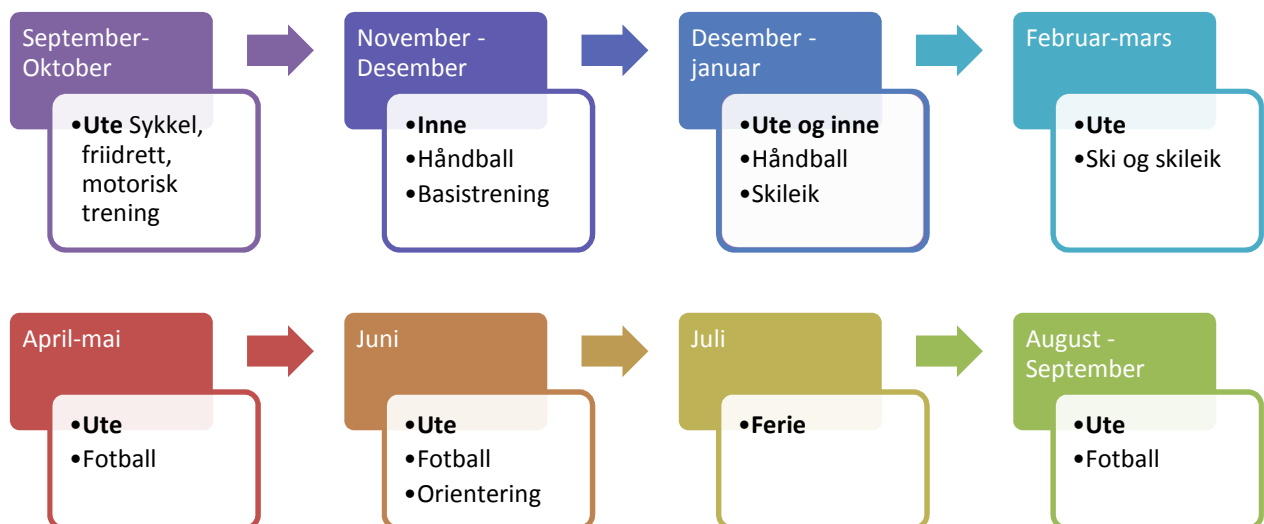 September-
Oktober
•Ute Sykkel,
friidrett,
motorisk
trening
November -
Desember
•Inne
•Håndball
•Basistrening
Desember -
januar
•Ute og inne
•Håndball
•Skileik
Februar-mars
•Ute
•Ski og skileik
April-mai
•Ute
•Fotball
Juni
•Ute
•Fotball
•Orientering
Juli
•Ferie
August -
September
•Ute
•Fotball